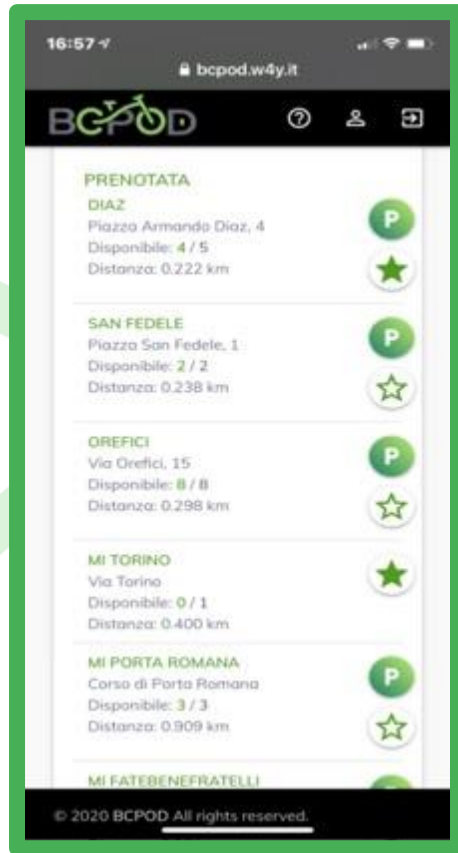 16:57
bcpod.w4y.it
BCPOD
PRENOTATA
DIAZ
Piazza Armando Diaz, 4
Disponibile: 4 / 5
Distanza: 0.222 km
P
SAN FEDELE
Piazza San Fedele, 1
Disponibile: 2 / 2
Distanza: 0.238 km
P
OREFICI
Via Orefici, 15
Disponibile: 8 / 8
Distanza: 0.298 km
P
MI TORINO
Via Torino
Disponibile: 0 / 1
Distanza: 0.400 km
MI PORTA ROMANA
Corso di Porta Romana
Disponibile: 3 / 3
Distanza: 0.909 km
P
MI FATEBENEFRATELLI
© 2020 BCPOD All rights reserved.